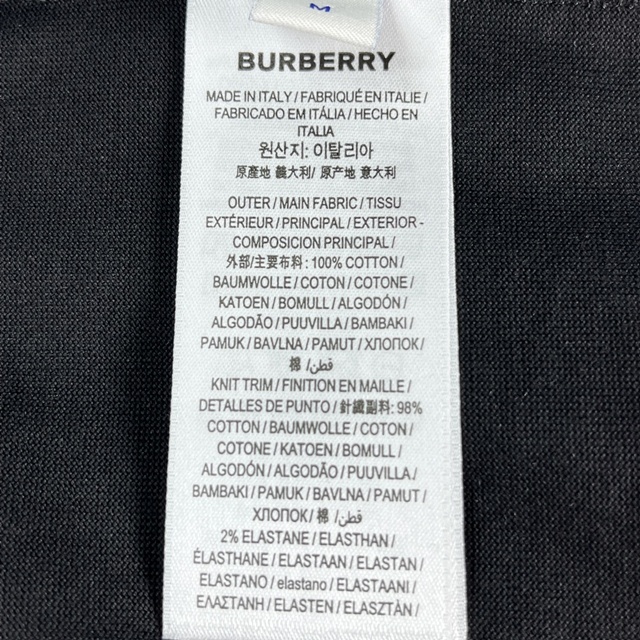 M
BURBERRY
MADE IN ITALY / FABRIQUÉ EN ITALIE /
FABRICADO EM ITÁLIA / HECHO EN
ITALIA
원산지: 이탈리아
原產地 義大利/ 原产地 意大利
OUTER / MAIN FABRIC / TISSU
EXTÉRIEUR / PRINCIPAL / EXTERIOR -
COMPOSICION PRINCIPAL /
外部/主要布料: 100% COTTON /
BAUMWOLLE / COTON / COTONE /
KATOEN / BOMULL / ALGODÓN /
ALGODÃO / PUUVILLA / BAMBAKI /
PAMUK / BAVLNA / PAMUT / ХЛОПОК /
棉 / قطن/
KNIT TRIM / FINITION EN MAILLE /
DETALLES DE PUNTO / 針織副料: 98%
COTTON / BAUMWOLLE / COTON /
COTONE / KATOEN / BOMULL /
ALGODÓN / ALGODÃO / PUUVILLA /
BAMBAKI / PAMUK / BAVLNA / PAMUT /
ХЛОПОК / 棉 / قطن/
2% ELASTANE / ELASTHAN /
ÉLASTHANE / ELASTAAN / ELASTAN /
ELASTANO / elastano / ELASTAANI /
ΕΛΑΣΤΑΝΗ / ELASTEN / ELASZTÀN /